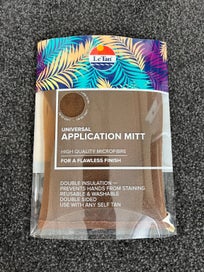 Le Tan
UNIVERSAL
APPLICATION MITT
HIGH QUALITY MICROFIBRE
FOR A FLAWLESS FINISH
DOUBLE INSULATION —
PREVENTS HANDS FROM STAINING
REUSABLE & WASHABLE
DOUBLE SIDED
USE WITH ANY SELF TAN